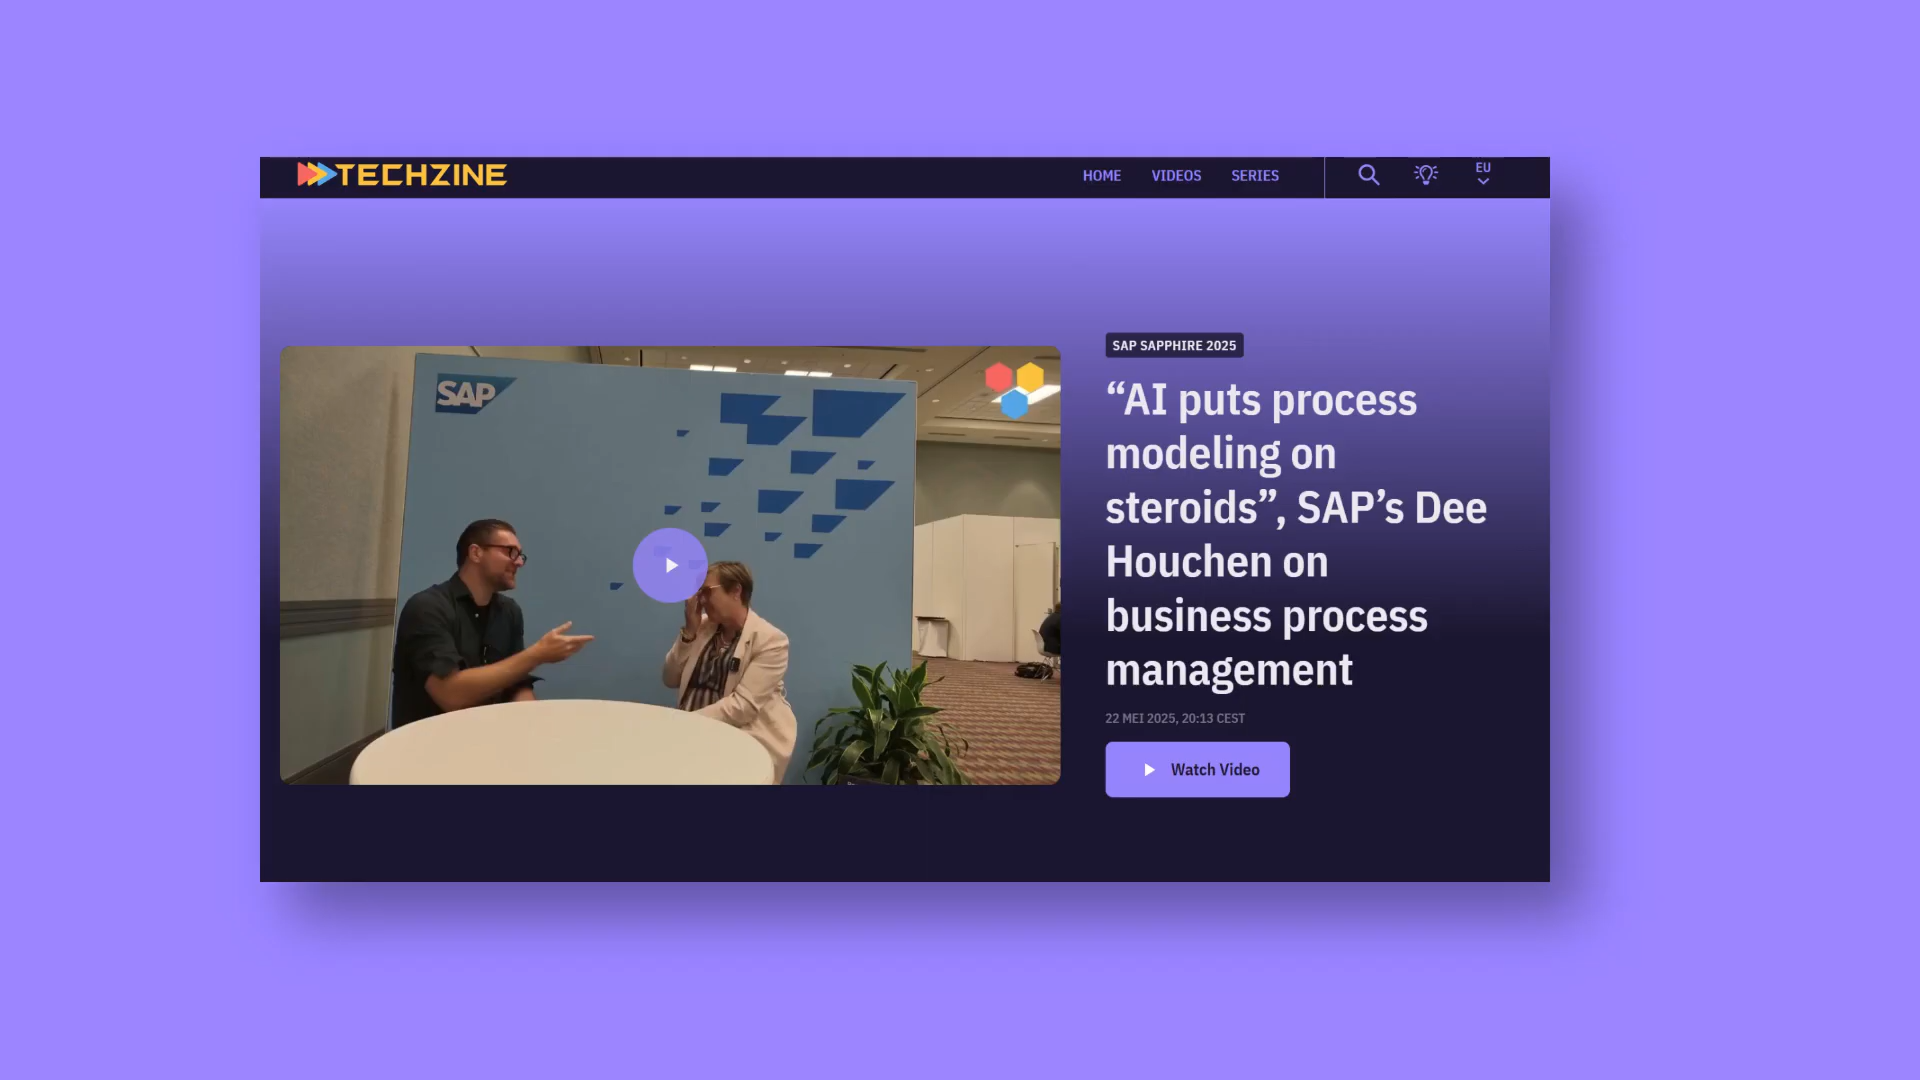 TECHZINE
HOME VIDEOS SERIES EU
SAP
SAP SAPPHIRE 2025
“AI puts process
modeling on
steroids”, SAP’s Dee
Houchen on
business process
management
22 MEI 2025, 20:13 CEST
Watch Video